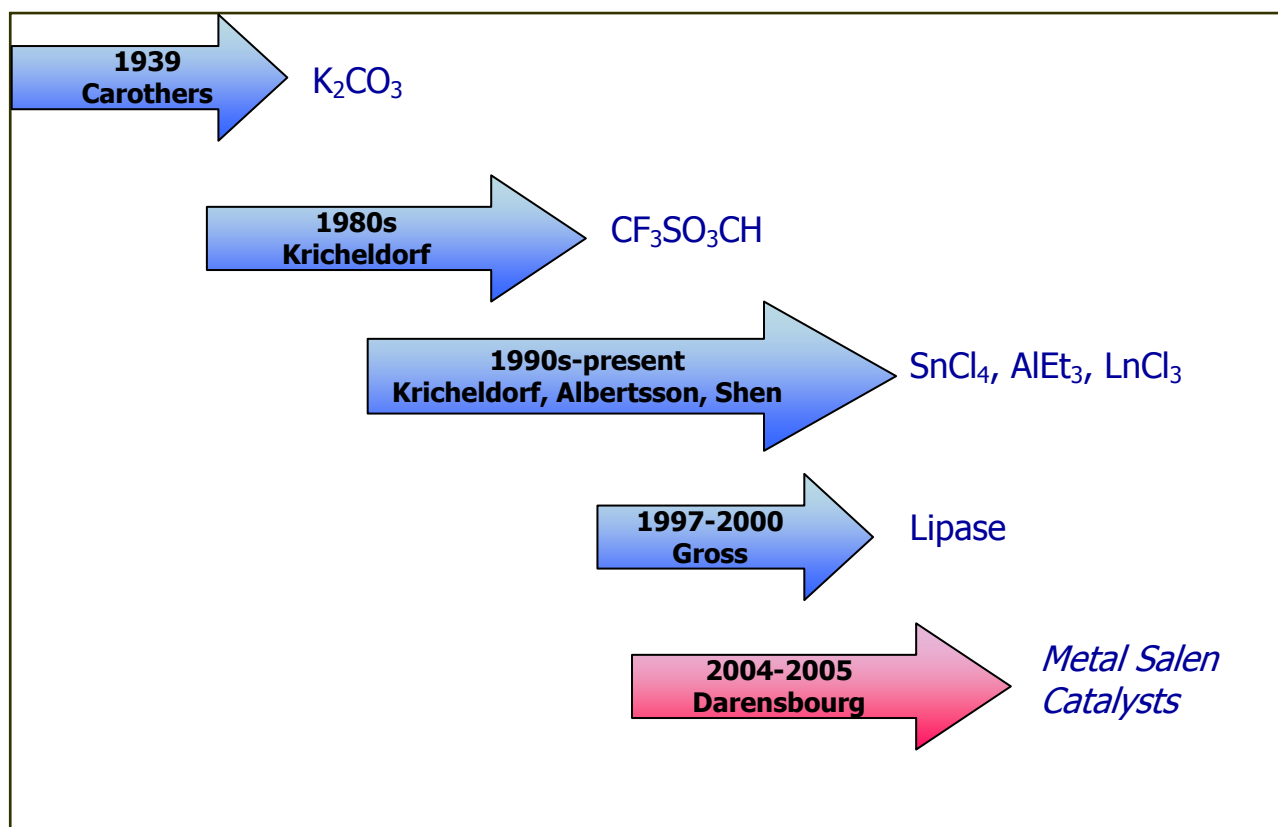 1939
Carothers
K₂CO₃
1980s
Kricheldorf
CF₃SO₃CH
1990s-present
Kricheldorf, Albertsson, Shen
SnCl₄, AlEt₃, LnCl₃
1997-2000
Gross
Lipase
2004-2005
Darensbourg
Metal Salen
Catalysts